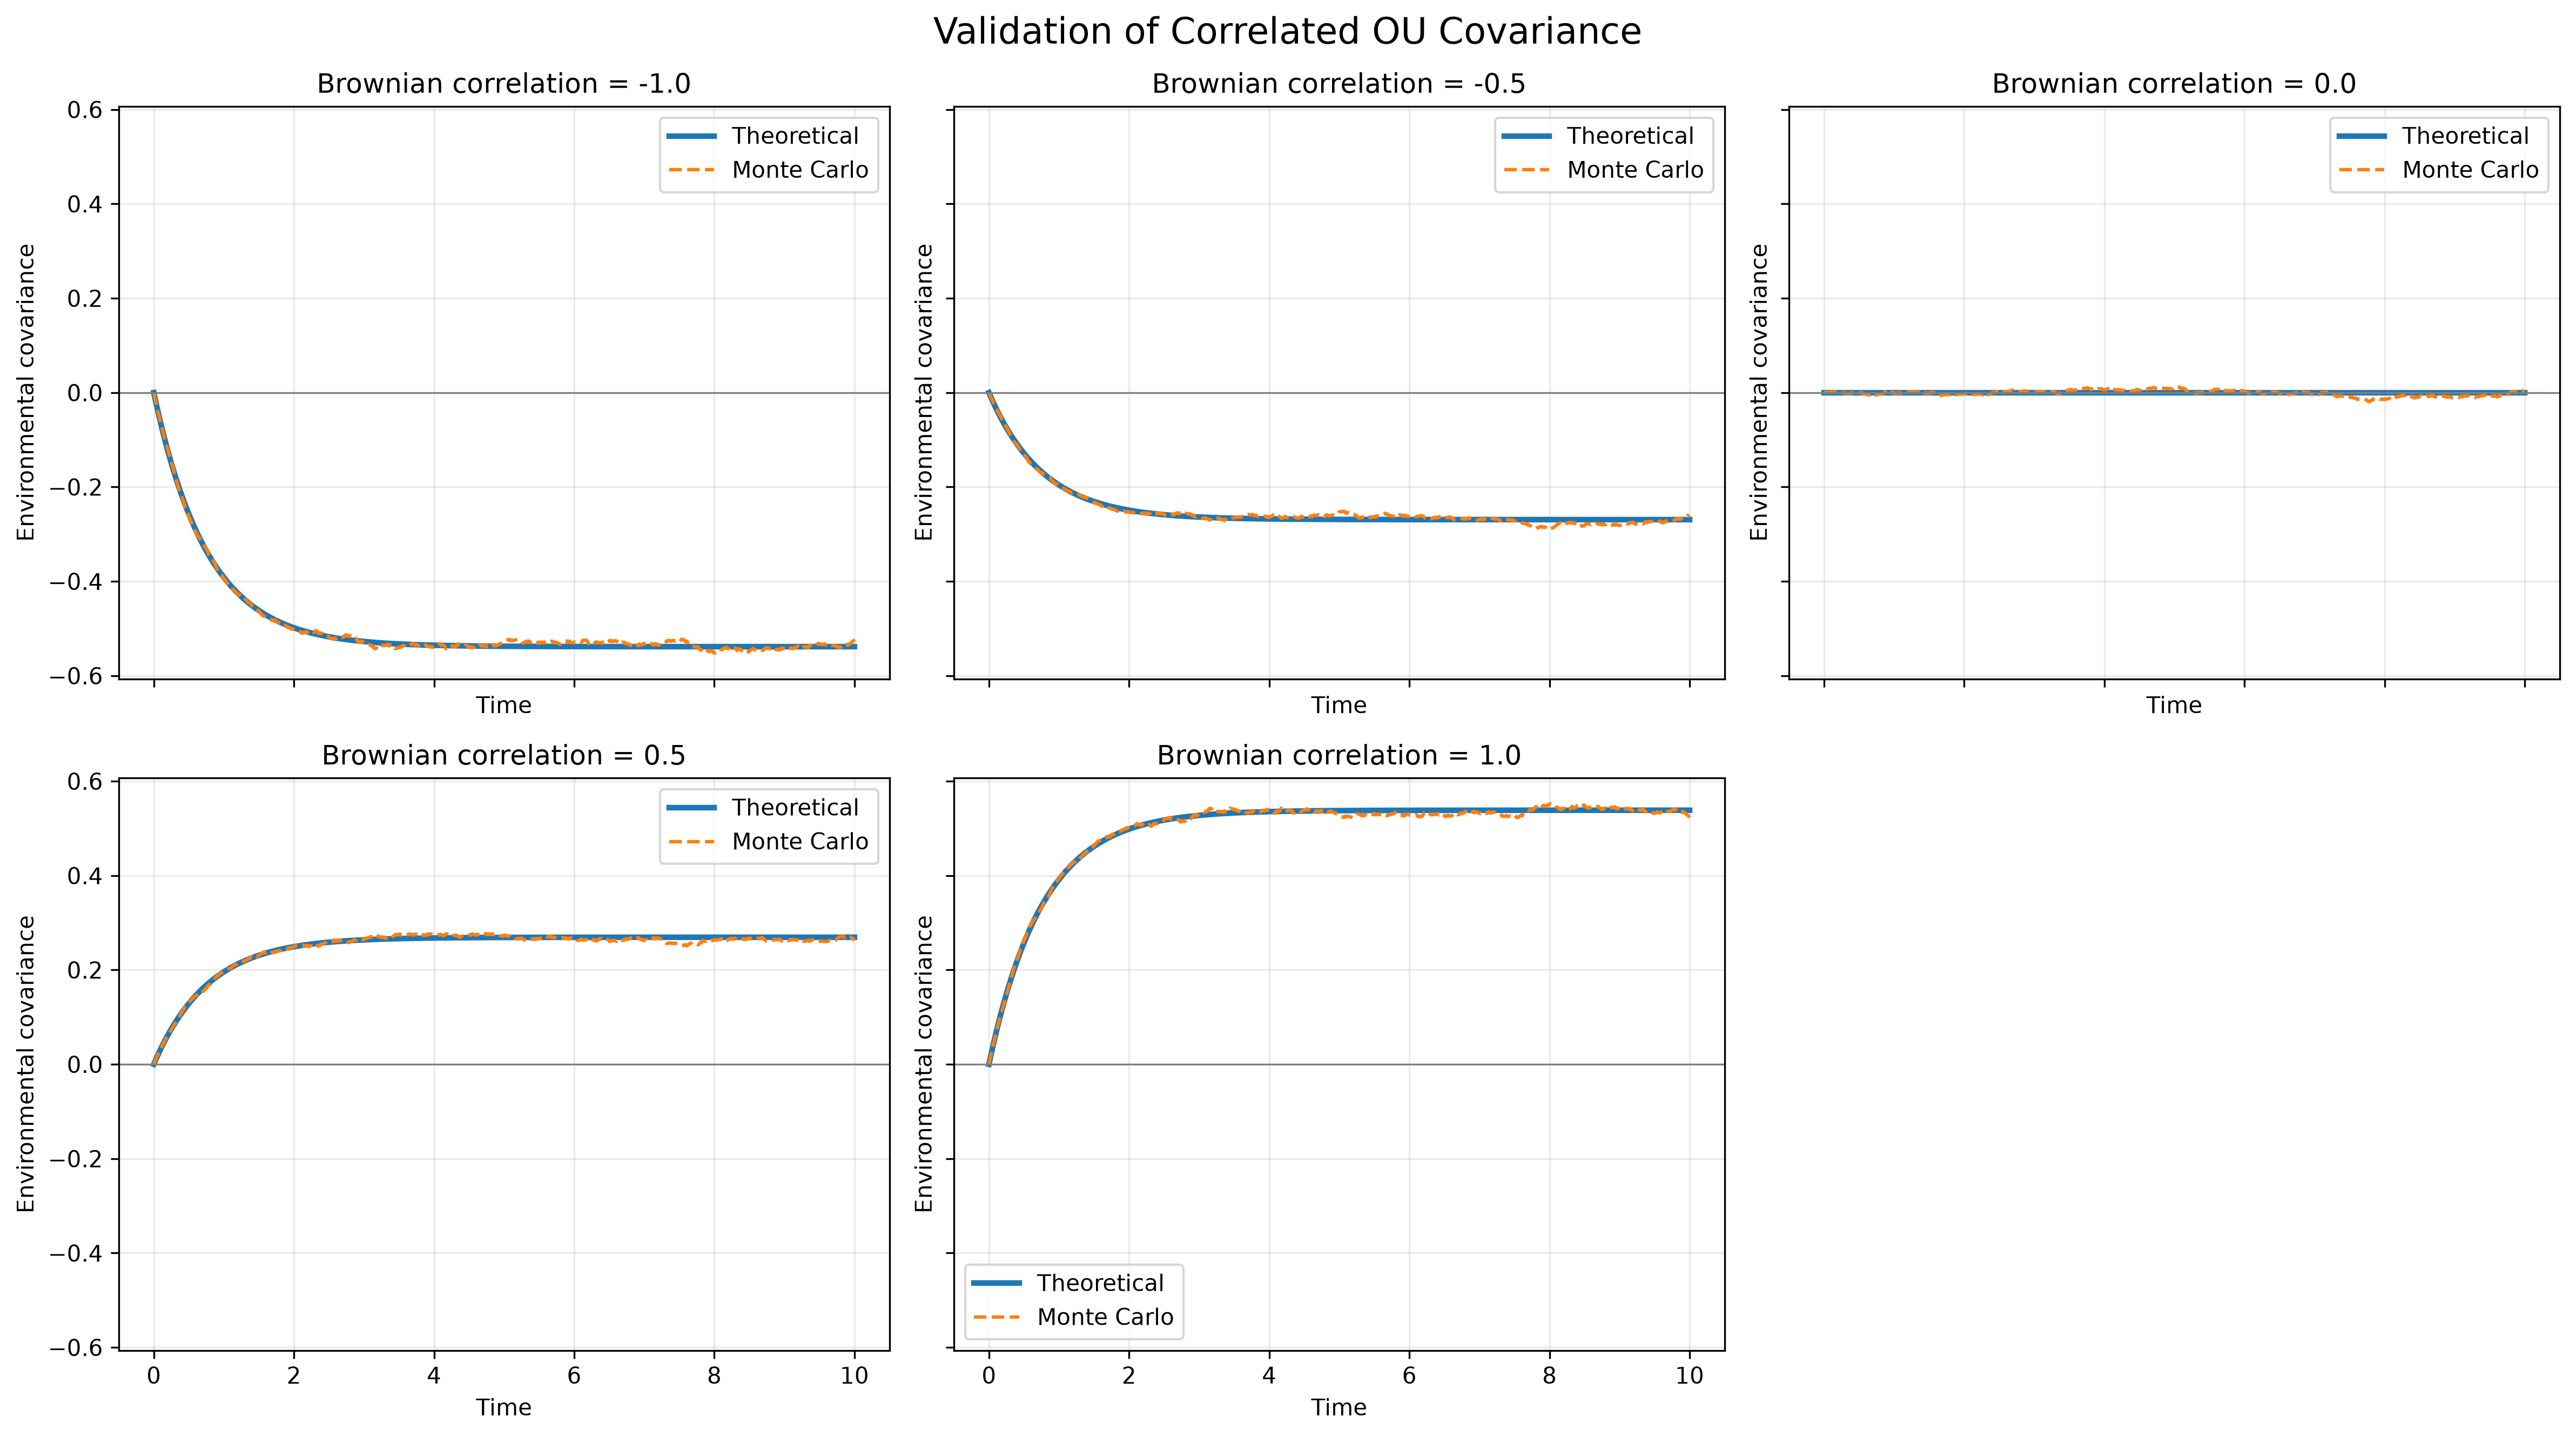 Validation of Correlated OU Covariance
Brownian correlation = -1.0
Brownian correlation = -0.5
Brownian correlation = 0.0
Environmental covariance
0.6
0.4
0.2
0.0
−0.2
−0.4
−0.6
Theoretical
Monte Carlo
Time
Environmental covariance
Theoretical
Monte Carlo
Time
Environmental covariance
Theoretical
Monte Carlo
Time
Brownian correlation = 0.5
Brownian correlation = 1.0
Environmental covariance
0.6
0.4
0.2
0.0
−0.2
−0.4
−0.6
Theoretical
Monte Carlo
0 2 4 6 8 10
Time
Environmental covariance
Theoretical
Monte Carlo
0 2 4 6 8 10
Time